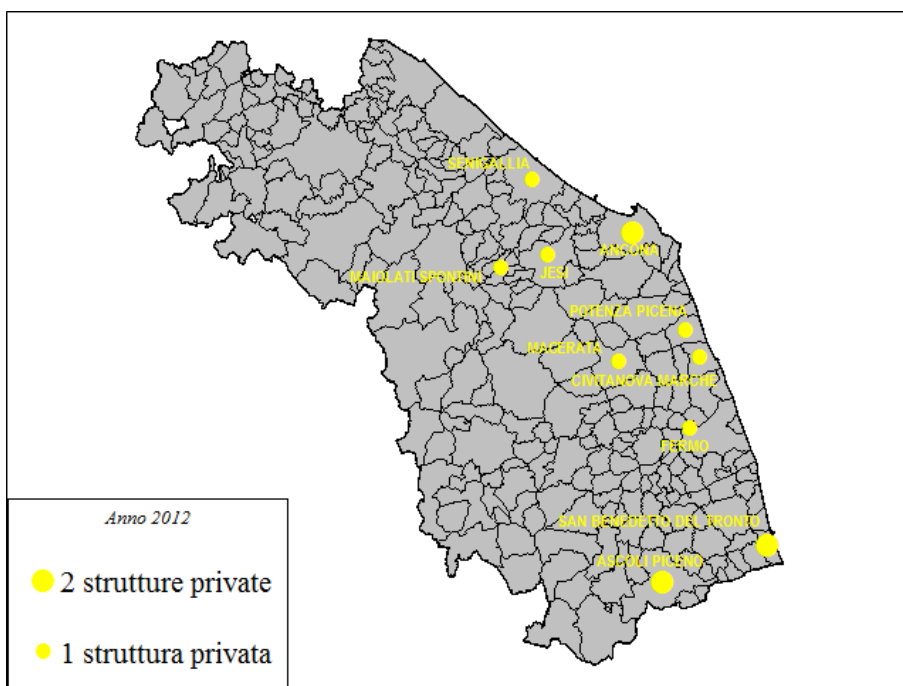 SENIGALLIA
ANCONA
MAIOLATI SPONTINI
JESI
POTENZA PICENA
MACERATA
CIVITANOVA MARCHE
FERMO
SAN BENEDETTO DEL TRONTO
ASCOLI PICENO
Anno 2012
2 strutture private
1 struttura privata